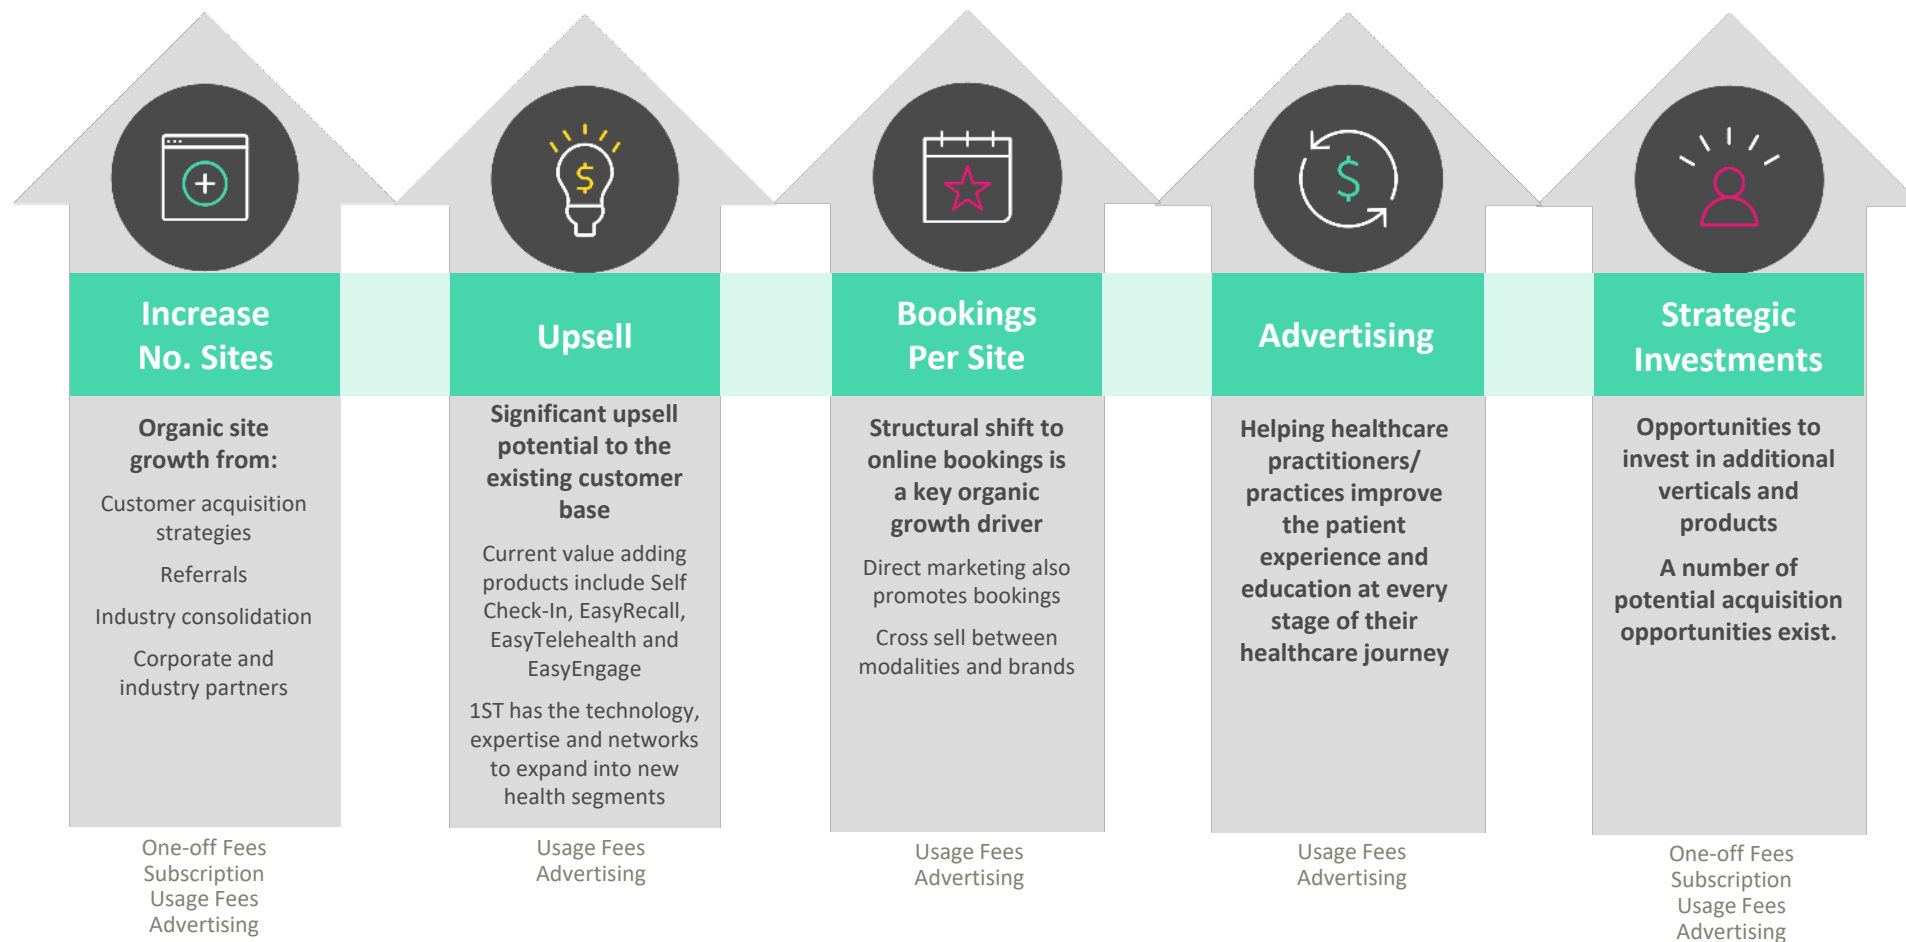 Increase
No. Sites
Organic site
growth from:
Customer acquisition
strategies
Referrals
Industry consolidation
Corporate and
industry partners
One-off Fees
Subscription
Usage Fees
Advertising
$
Upsell
Significant upsell
potential to the
existing customer
base
Current value adding
products include Self
Check-In, EasyRecall,
EasyTelehealth and
EasyEngage
1ST has the technology,
expertise and networks
to expand into new
health segments
Usage Fees
Advertising
Bookings
Per Site
Structural shift to
online bookings is
a key organic
growth driver
Direct marketing also
promotes bookings
Cross sell between
modalities and brands
Usage Fees
Advertising
$
Advertising
Helping healthcare
practitioners/
practices improve
the patient
experience and
education at every
stage of their
healthcare journey
Usage Fees
Advertising
Strategic
Investments
Opportunities to
invest in additional
verticals and
products
A number of
potential acquisition
opportunities exist.
One-off Fees
Subscription
Usage Fees
Advertising